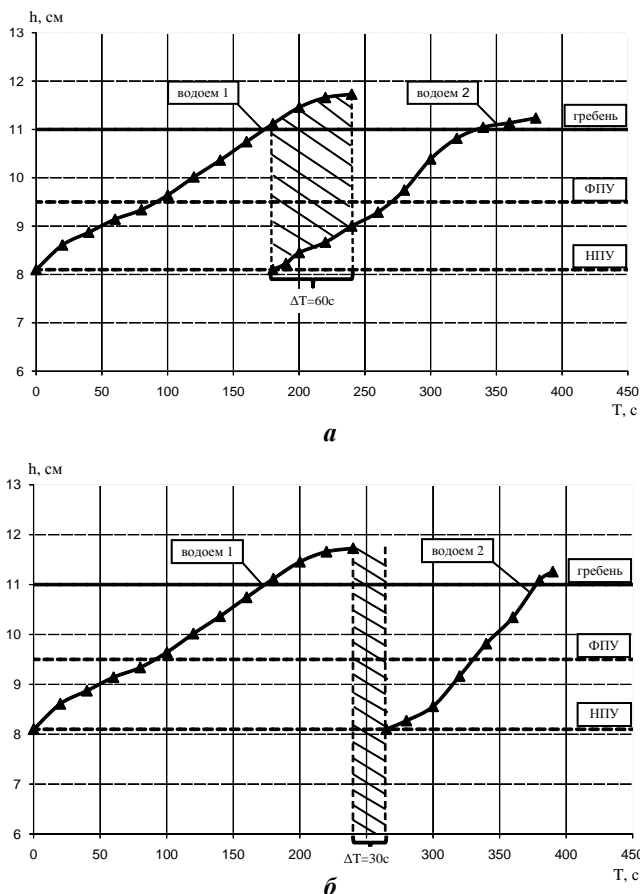 h, см
13
12
11
10
9
8
7
6
водоем 1
водоем 2
гребень
ФПУ
НПУ
ΔT=60с
0 50 100 150 200 250 300 350 400 450
T, с
а
h, см
13
12
11
10
9
8
7
6
водоем 1
водоем 2
гребень
ФПУ
НПУ
0 50 100 150 200 250 300 350 400 450
ΔT=30с
T, с
б